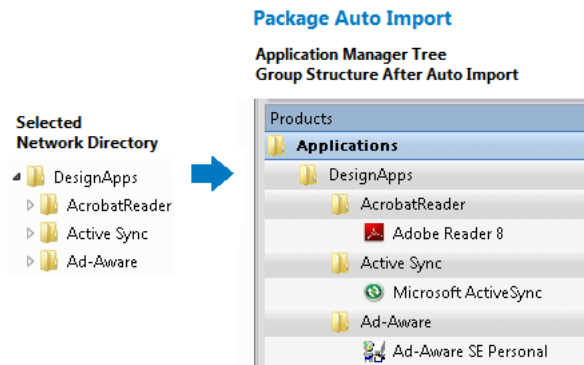 Package Auto Import
Application Manager Tree
Group Structure After Auto Import
Selected
Network Directory
DesignApps
AcrobatReader
Active Sync
Ad-Aware
Products
Applications
DesignApps
AcrobatReader
Adobe Reader 8
Active Sync
Microsoft ActiveSync
Ad-Aware
Ad-Aware SE Personal